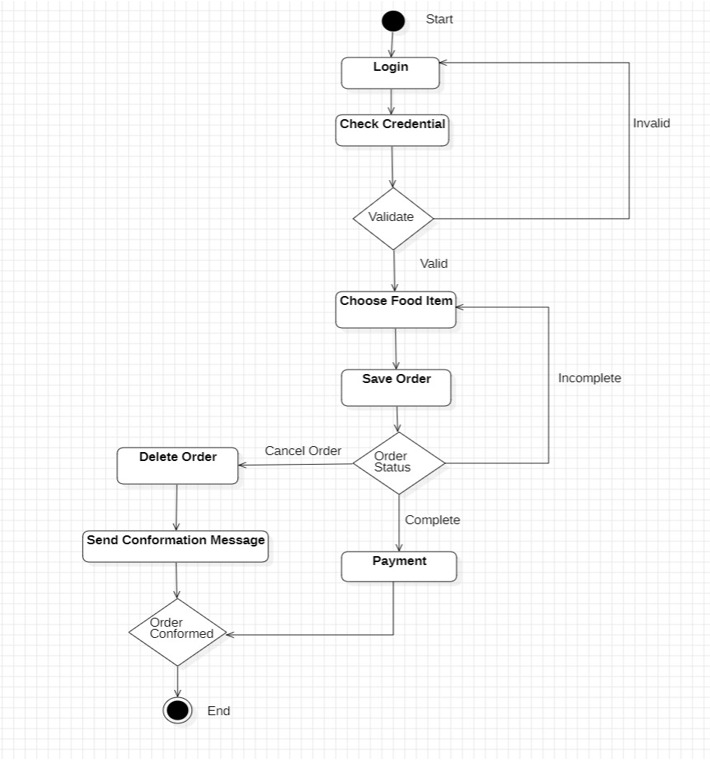 Start
Login
Check Credential
Invalid
Validate
Valid
Choose Food Item
Save Order
Incomplete
Cancel Order
Order
Status
Delete Order
Complete
Send Conformation Message
Payment
Order
Conformed
End